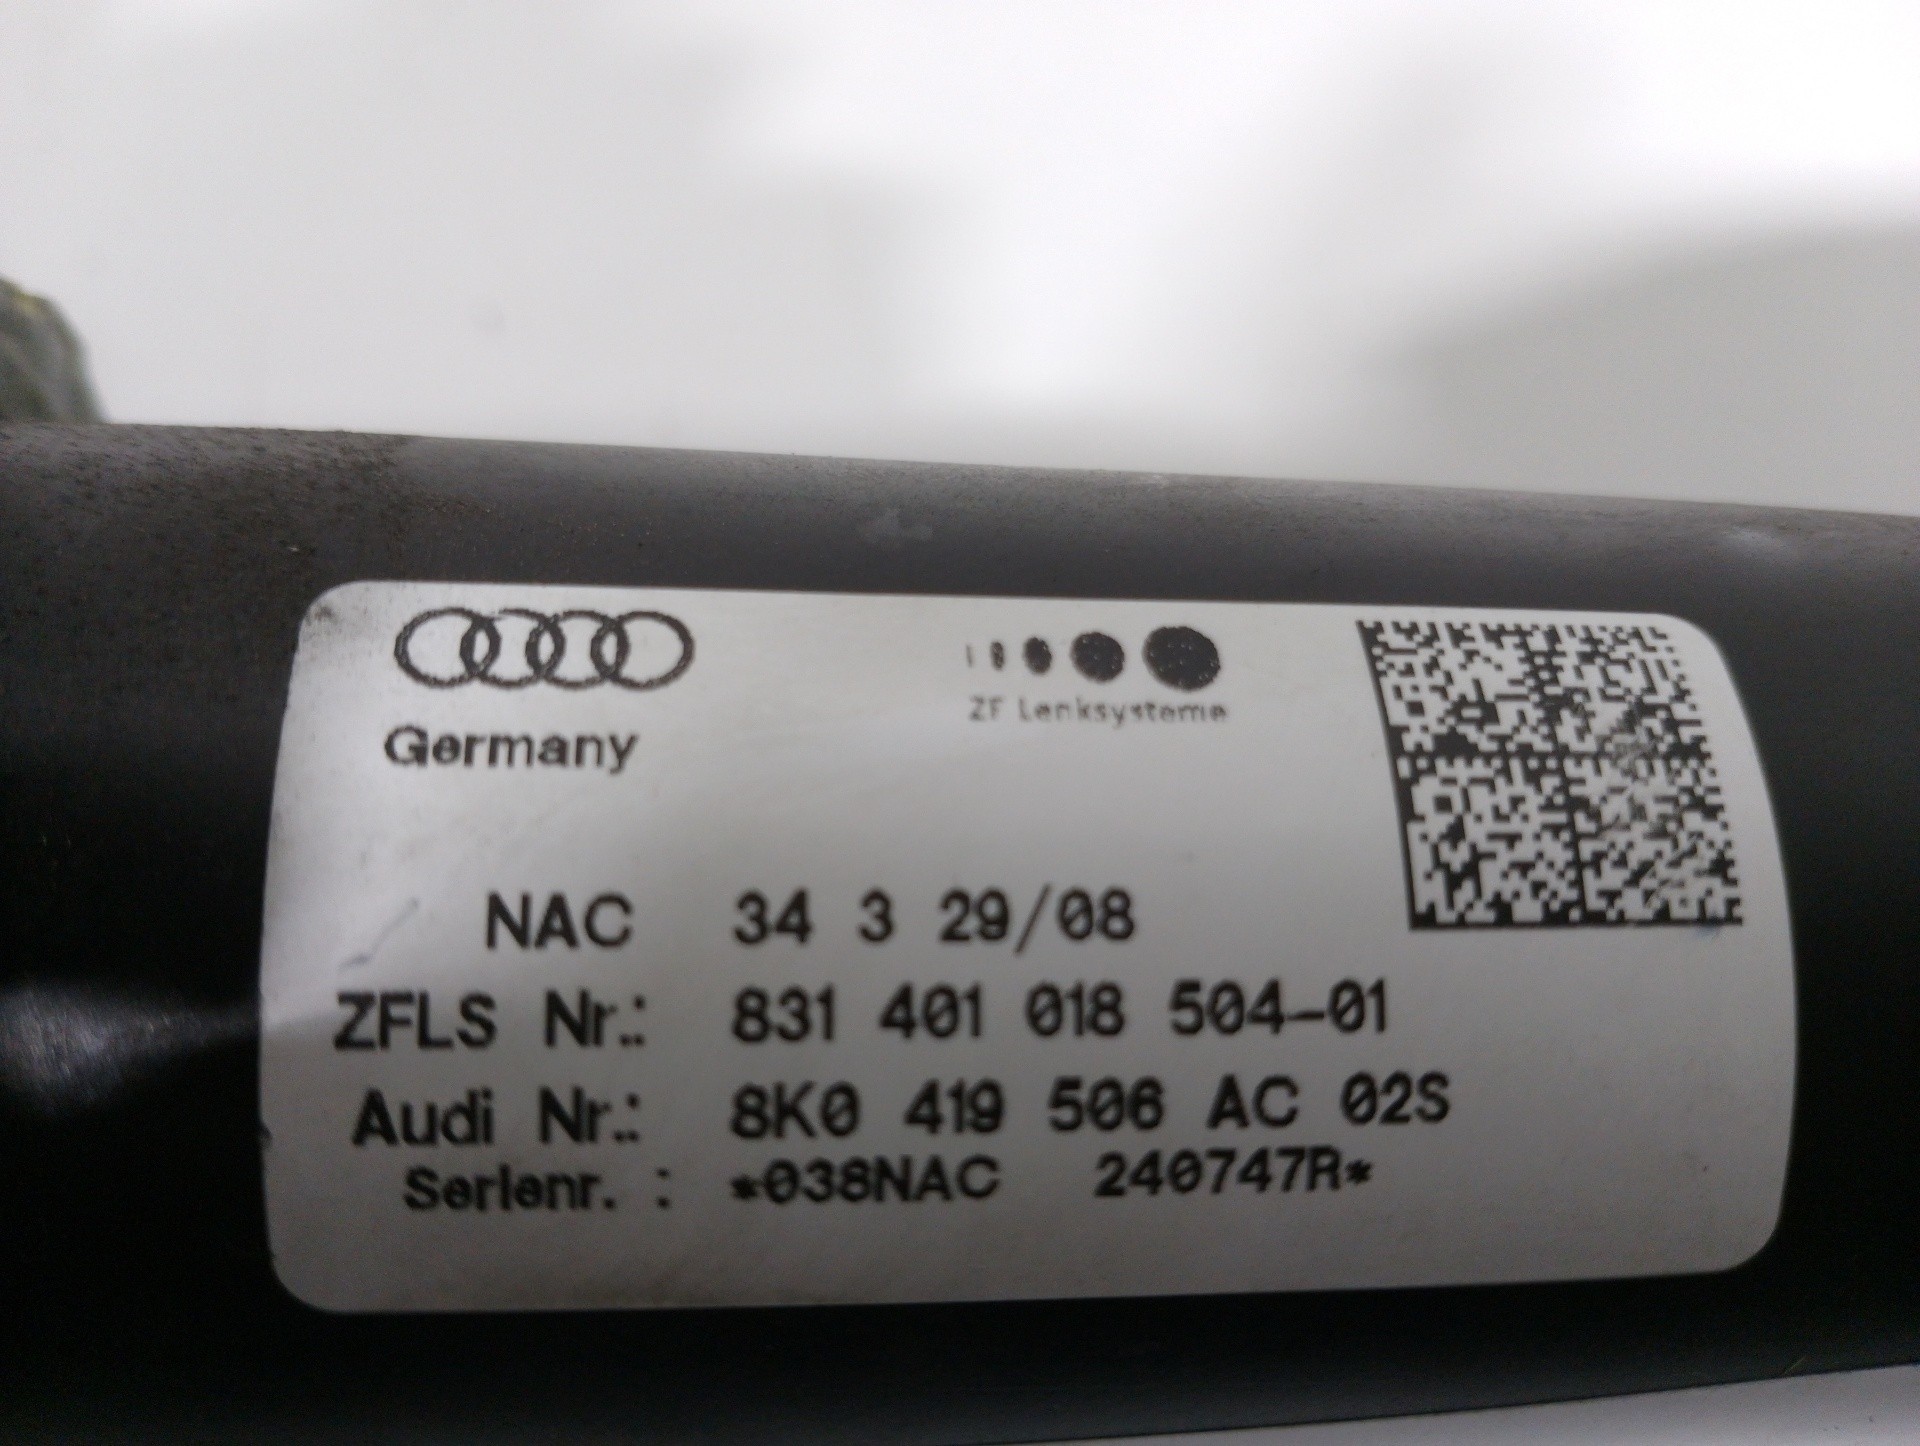 Germany
ZF Lenksysteme
NAC 34 3 29/08
ZFLS Nr.: 831 401 018 504-01
Audi Nr.: 8K0 419 506 AC 02S
Serienr. : *038NAC 240747R*